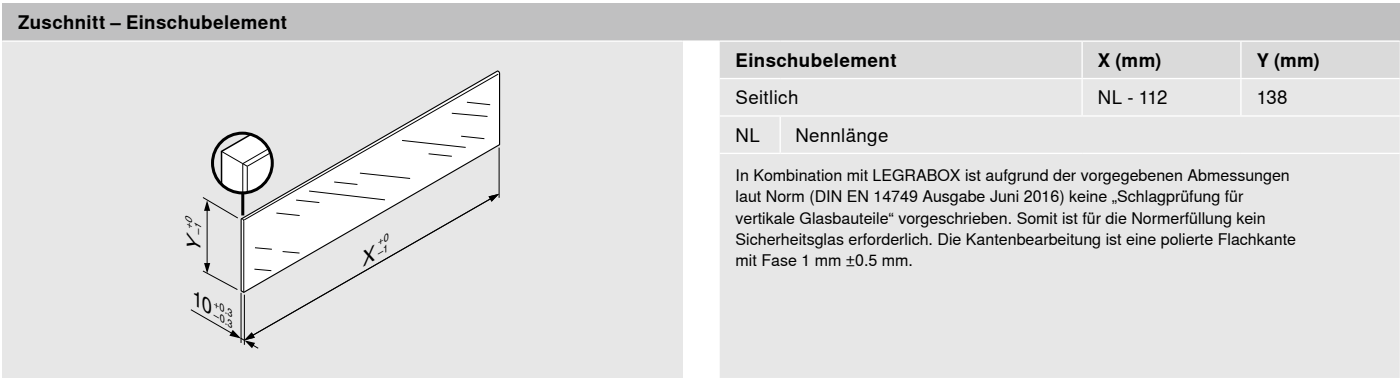 Zuschnitt – Einschubelement
Y +0 −1
X +0 −1
10 +0.3 −0.3
Einschubelement X (mm) Y (mm)
Seitlich NL - 112 138
NL Nennlänge
In Kombination mit LEGRABOX ist aufgrund der vorgegebenen Abmessungen
laut Norm (DIN EN 14749 Ausgabe Juni 2016) keine „Schlagprüfung für
vertikale Glasbauteile“ vorgeschrieben. Somit ist für die Normerfüllung kein
Sicherheitsglas erforderlich. Die Kantenbearbeitung ist eine polierte Flachkante
mit Fase 1 mm ±0.5 mm.